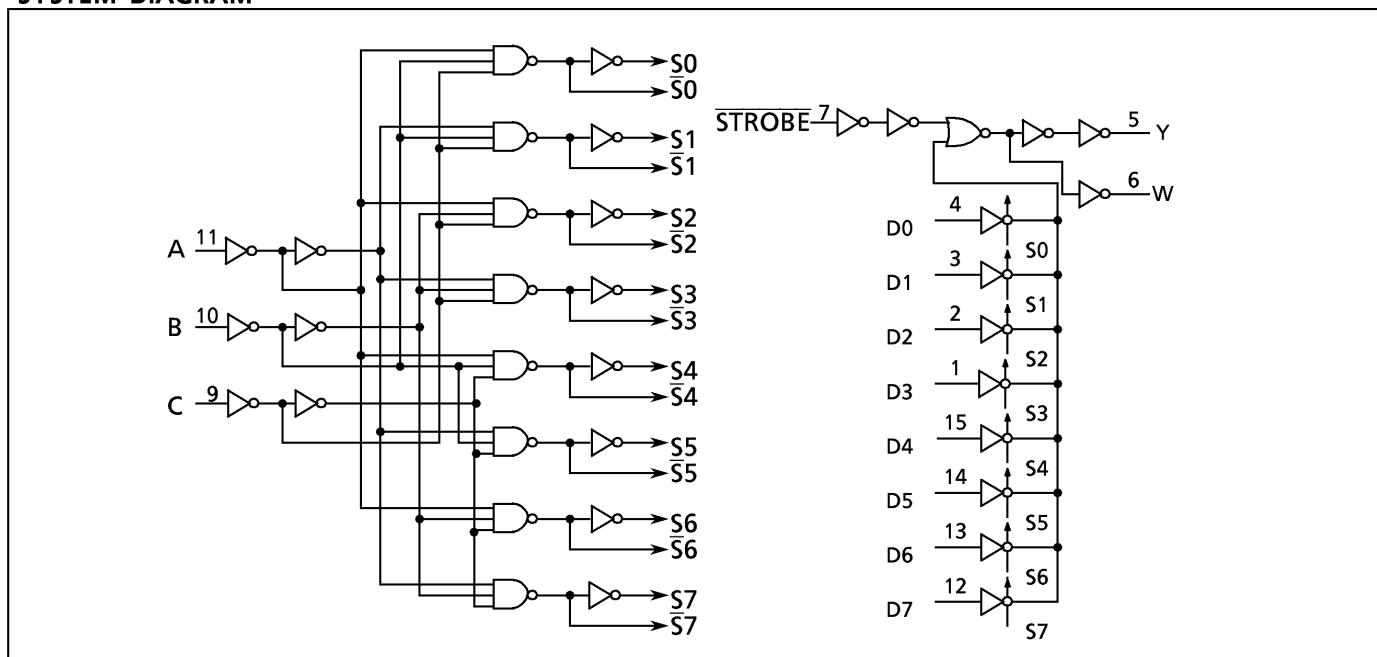 SYSTEM DIAGRAM
S0
S̅0
S1
S̅1
S2
S̅2
A 11
S3
S̅3
B 10
S4
S̅4
C 9
S5
S̅5
S6
S̅6
S7
S̅7
S̅T̅R̅O̅B̅E̅ 7
5 Y
6 W
D0 4
S0
D1 3
S1
D2 2
S2
D3 1
S3
D4 15
S4
D5 14
S5
D6 13
S6
D7 12
S7